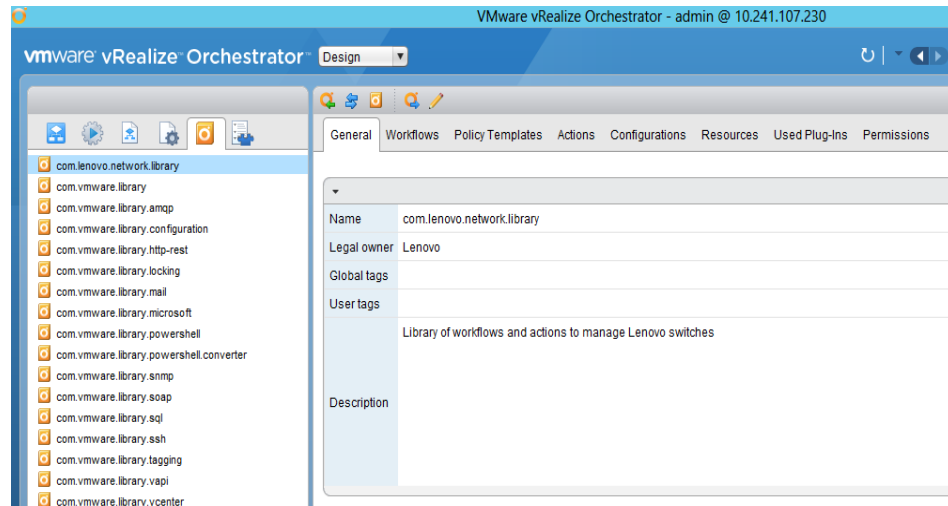 VMware vRealize Orchestrator - admin @ 10.241.107.230
vmware vRealize™ Orchestrator™ Design
General Workflows Policy Templates Actions Configurations Resources Used Plug-Ins Permissions
com.lenovo.network.library
com.vmware.library
com.vmware.library.amqp
com.vmware.library.configuration
com.vmware.library.http-rest
com.vmware.library.locking
com.vmware.library.mail
com.vmware.library.microsoft
com.vmware.library.powershell
com.vmware.library.powershell.converter
com.vmware.library.snmp
com.vmware.library.soap
com.vmware.library.sql
com.vmware.library.ssh
com.vmware.library.tagging
com.vmware.library.vapi
com.vmware.library.vcenter
Name com.lenovo.network.library
Legal owner Lenovo
Global tags
User tags
Description Library of workflows and actions to manage Lenovo switches